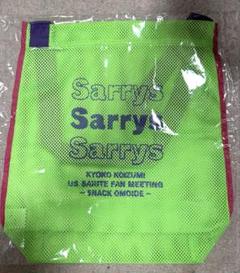 Sarrys
Sarrys
Sarrys
KYOKO KOIZUMI
US SARITE FAN MEETING
~ SNACK OMOIDE ~